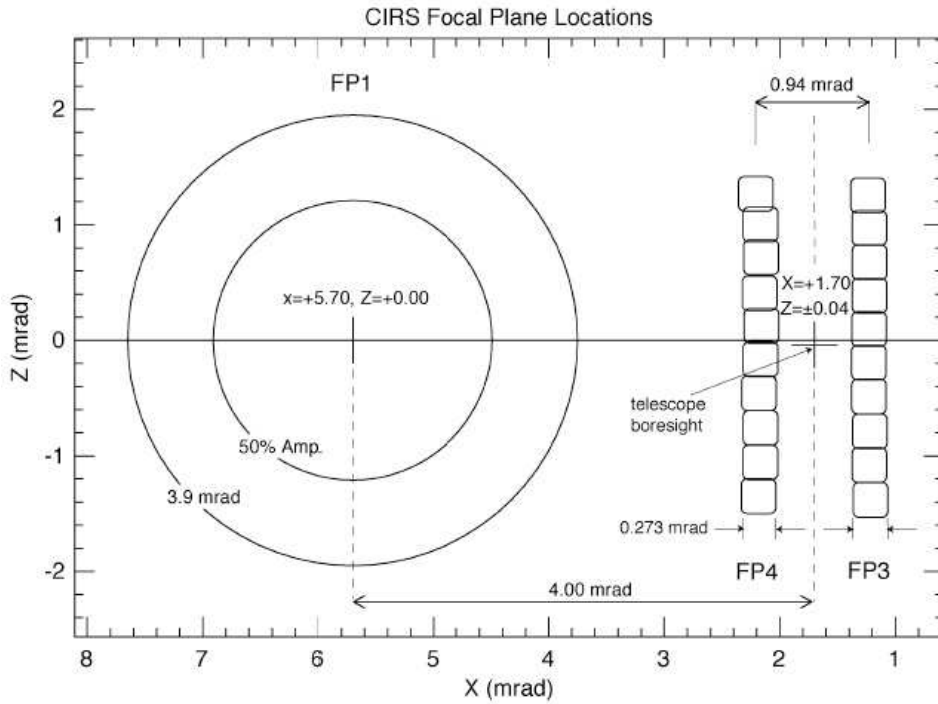 CIRS Focal Plane Locations
FP1
0.94 mrad
x=+5.70, Z=+0.00
X=+1.70
Z=±0.04
telescope
boresight
50% Amp.
3.9 mrad
0.273 mrad
FP4
FP3
4.00 mrad
2
1
0
-1
-2
Z (mrad)
8
7
6
5
4
3
2
1
X (mrad)